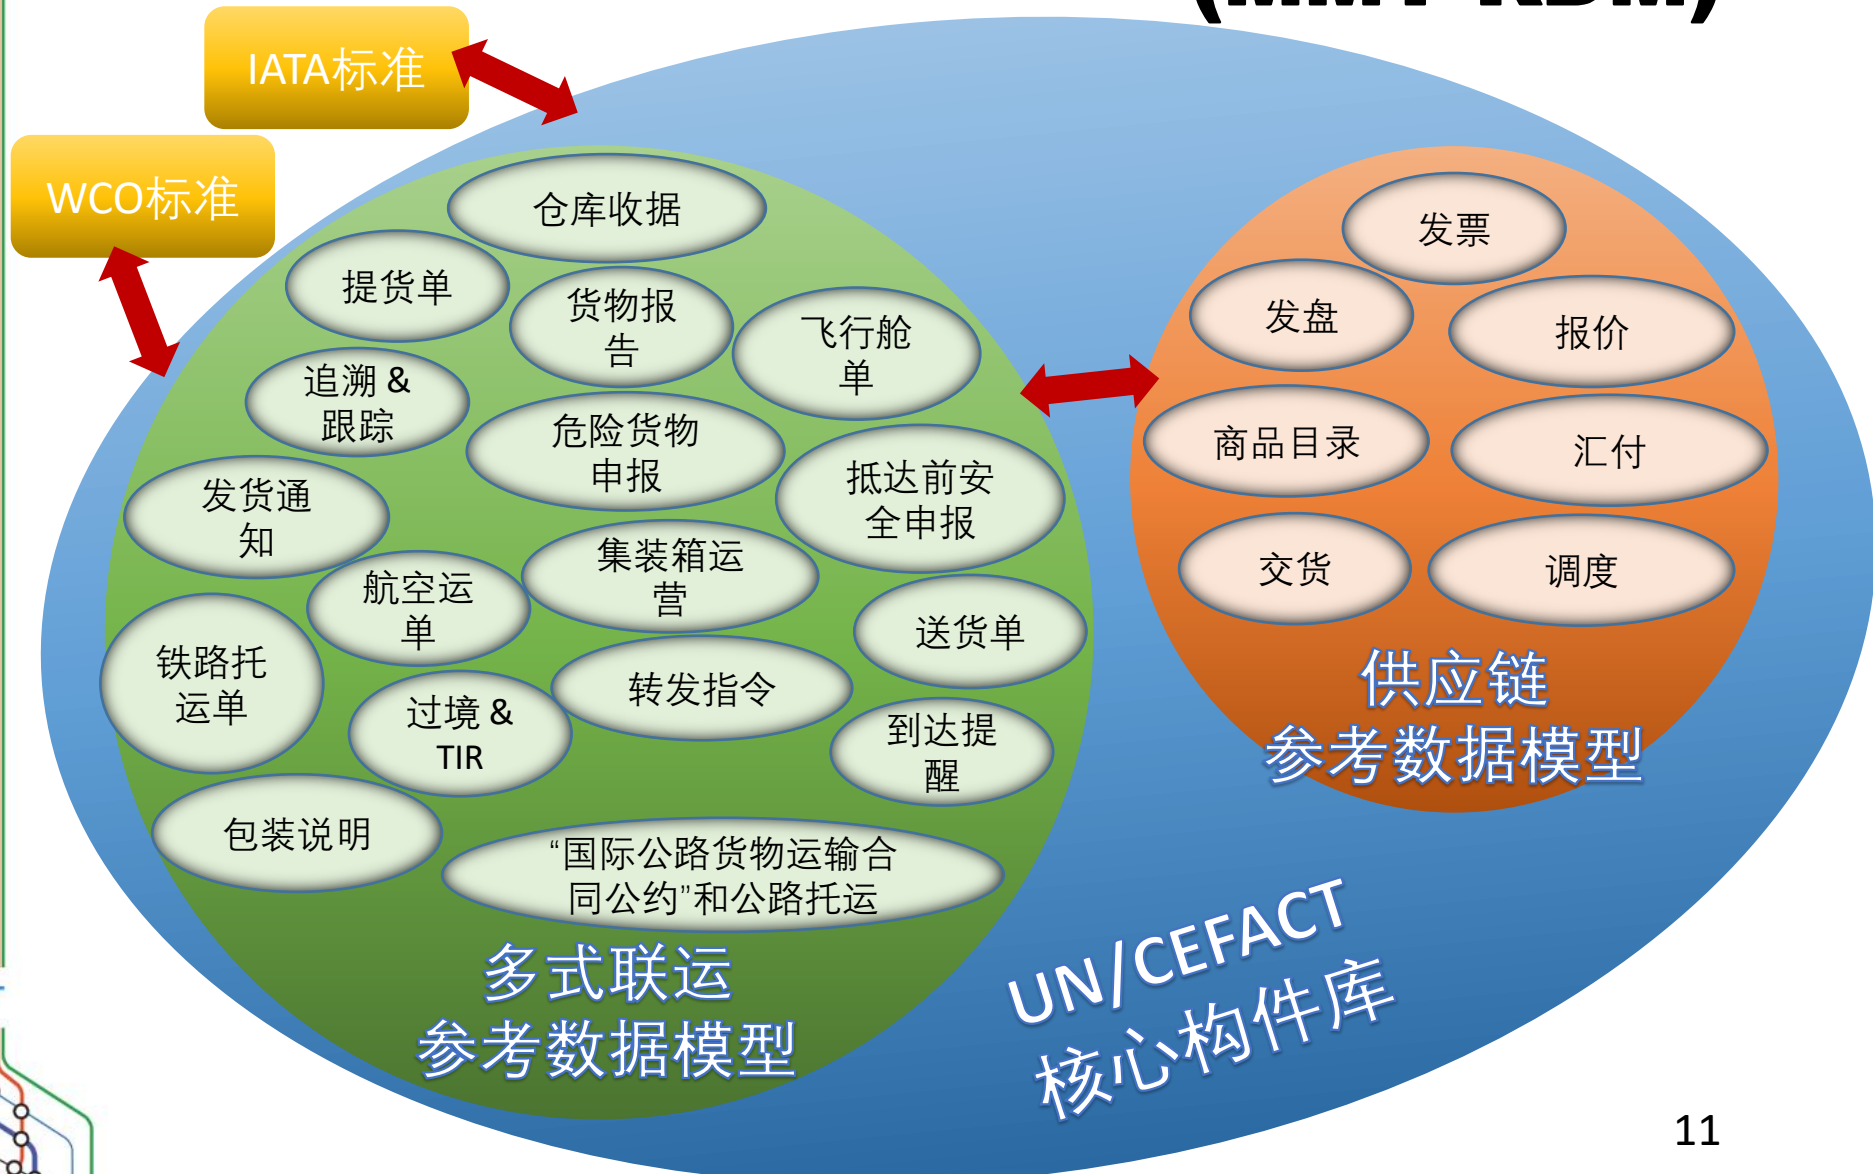 (MMT RDM)
IATA标准
WCO标准
仓库收据
提货单
货物报
告
飞行舱
单
追溯 &
跟踪
危险货物
申报
抵达前安
全申报
发货通
知
航空运
单
集装箱运
营
送货单
铁路托
运单
过境 &
TIR
转发指令
到达提
醒
包装说明
“国际公路货物运输合
同公约”和公路托运
多式联运
参考数据模型
发票
发盘
报价
商品目录
汇付
交货
调度
供应链
参考数据模型
UN/CEFACT
核心构件库
11